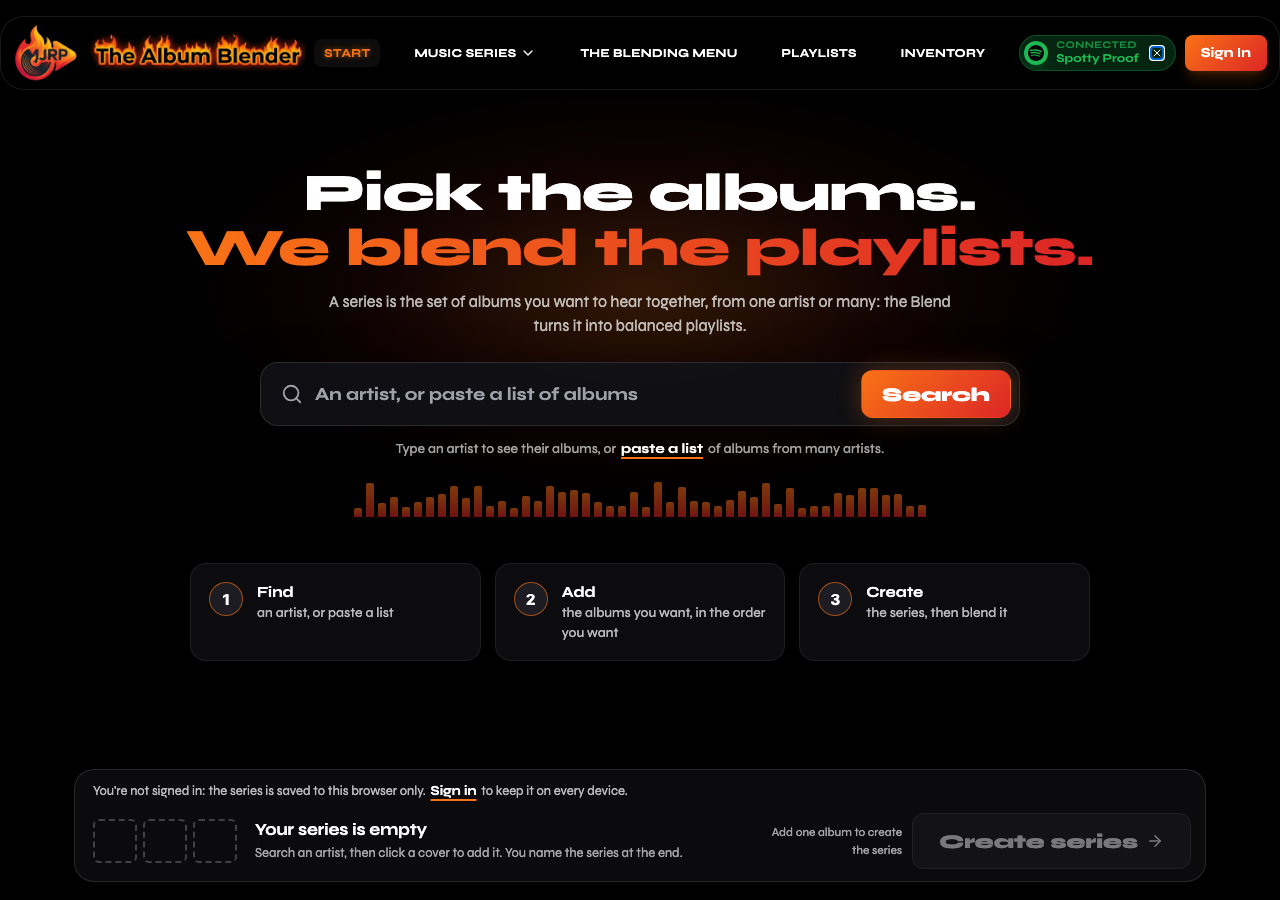 JRP
The Album Blender
START
MUSIC SERIES
THE BLENDING MENU
PLAYLISTS
INVENTORY
CONNECTED
Spotty Proof
Sign In
Pick the albums.
We blend the playlists.
A series is the set of albums you want to hear together, from one artist or many: the Blend
turns it into balanced playlists.
An artist, or paste a list of albums
Search
Type an artist to see their albums, or paste a list of albums from many artists.
1
Find
an artist, or paste a list
2
Add
the albums you want, in the order
you want
3
Create
the series, then blend it
You're not signed in: the series is saved to this browser only. Sign in to keep it on every device.
Your series is empty
Search an artist, then click a cover to add it. You name the series at the end.
Add one album to create
the series
Create series →